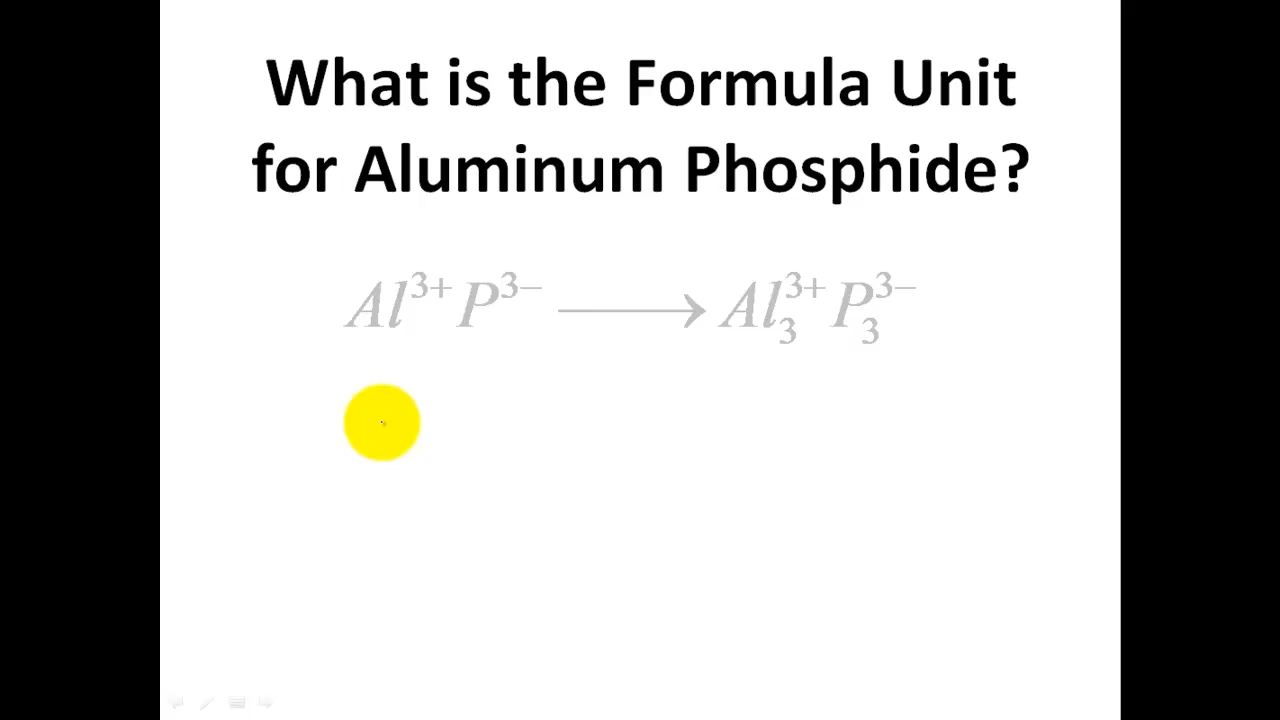 What is the Formula Unit
for Aluminum Phosphide?
Al³⁺P³⁻ ⟶ Al₃³⁺P₃³⁻